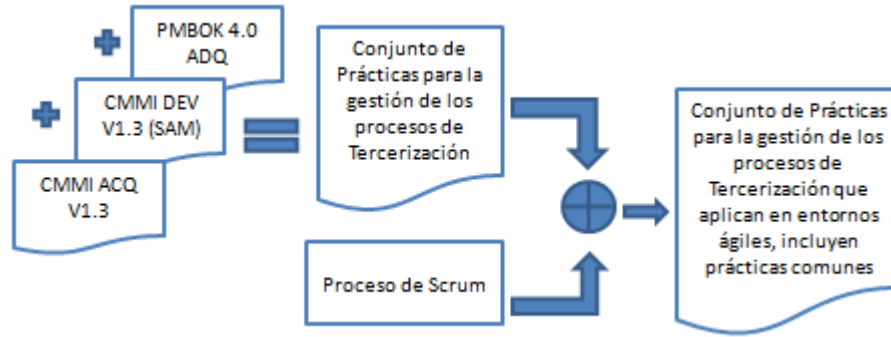 PMBOK 4.0
ADQ
CMMI DEV
V1.3 (SAM)
CMMI ACQ
V1.3
Conjunto de
Prácticas para la
gestión de los
procesos de
Tercerización
Proceso de Scrum
Conjunto de Prácticas
para la gestión de los
procesos de
Tercerización que
aplican en entornos
ágiles, incluyen
prácticas comunes